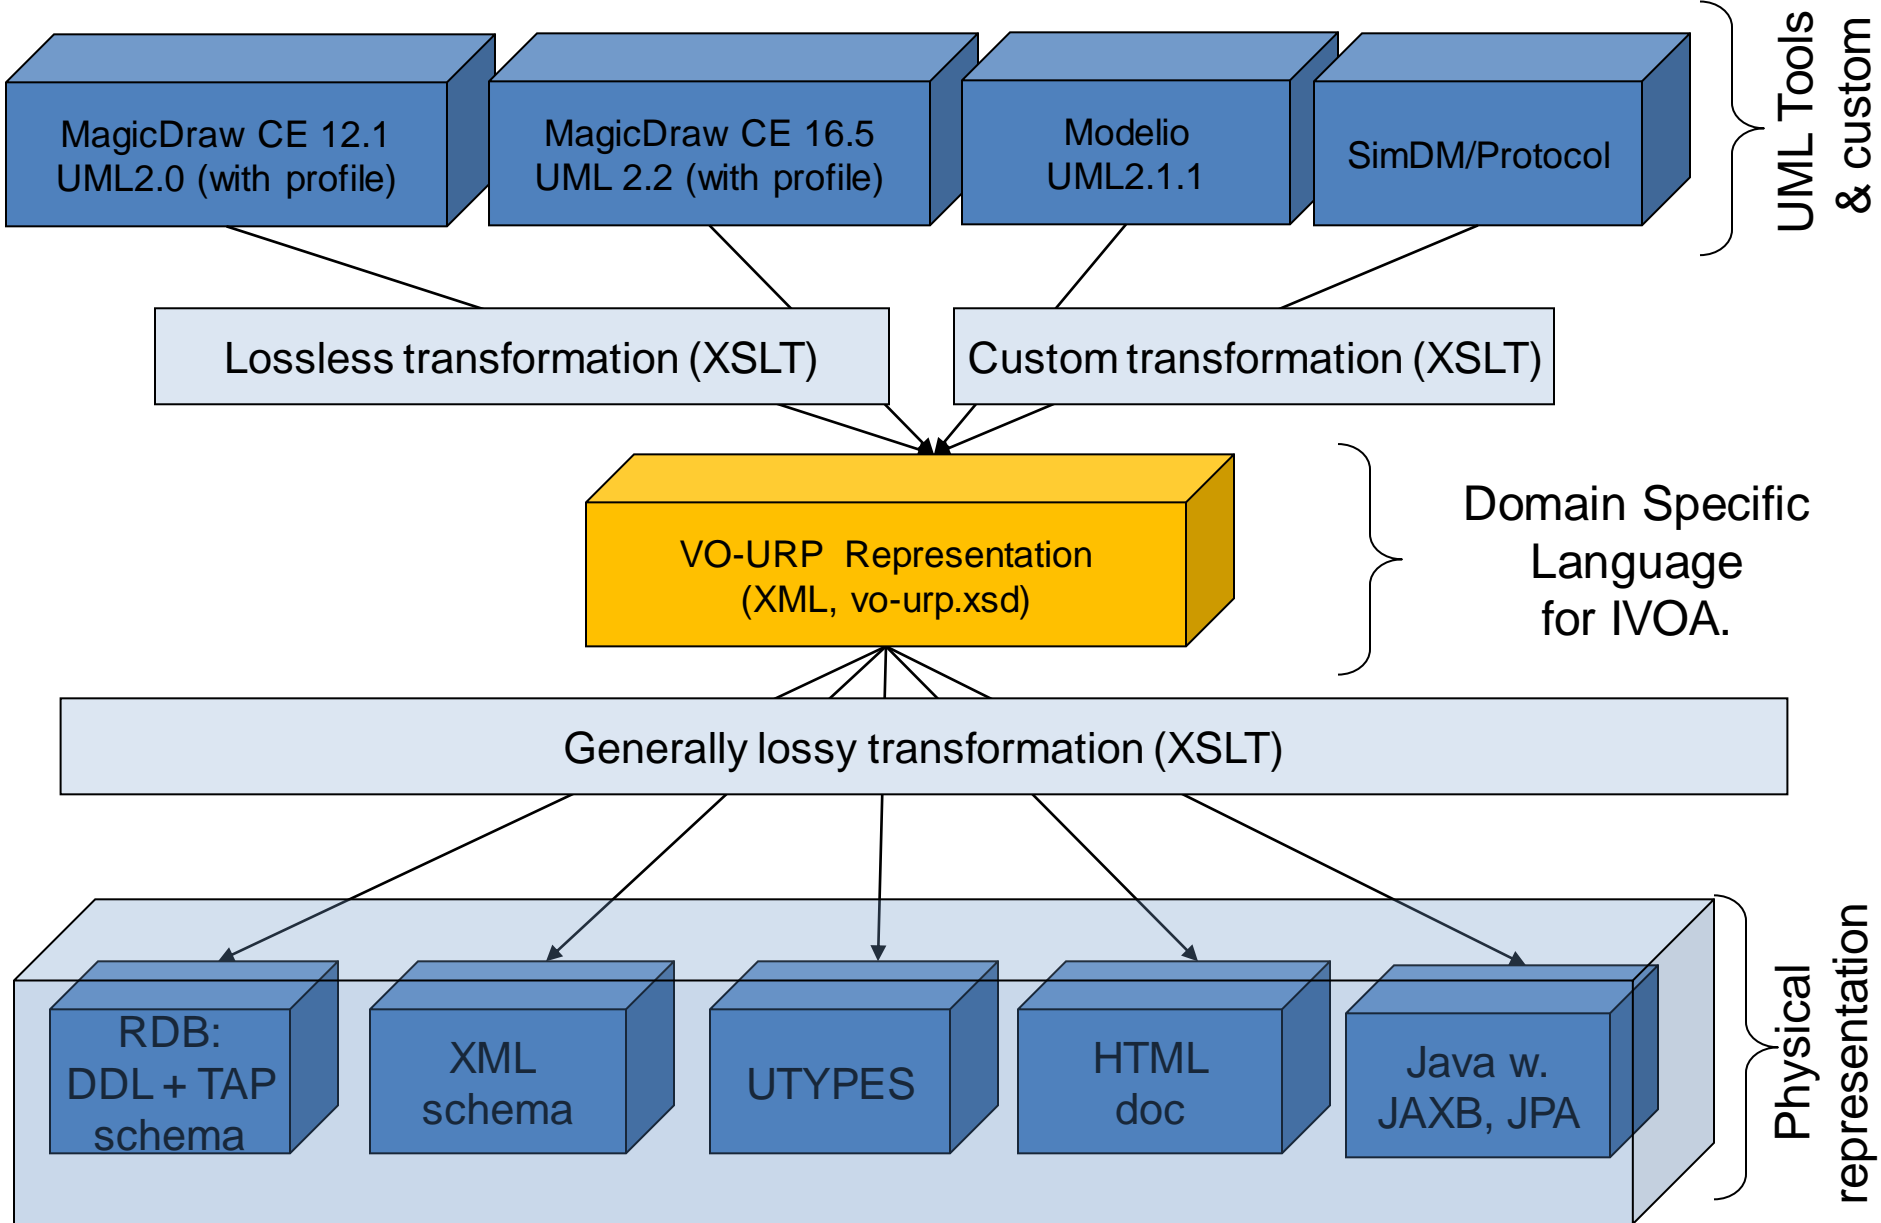 MagicDraw CE 12.1
UML2.0 (with profile)
MagicDraw CE 16.5
UML 2.2 (with profile)
Modelio
UML2.1.1
SimDM/Protocol
UML Tools
& custom
Lossless transformation (XSLT)
Custom transformation (XSLT)
VO-URP Representation
(XML, vo-urp.xsd)
Domain Specific
Language
for IVOA.
Generally lossy transformation (XSLT)
RDB:
DDL + TAP
schema
XML
schema
UTYPES
HTML
doc
Java w.
JAXB, JPA
Physical
representation